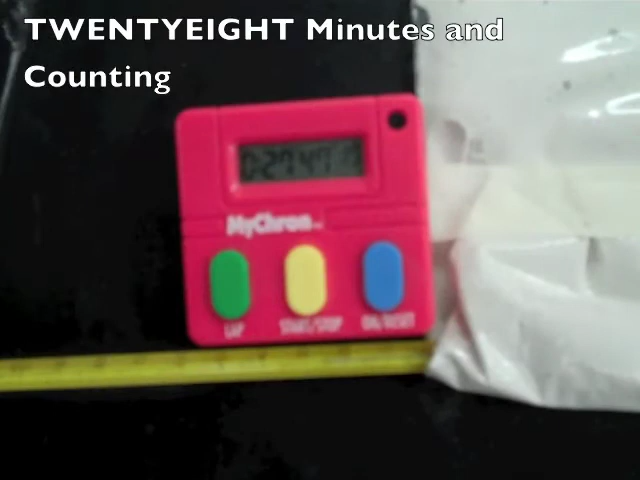 TWENTYEIGHT Minutes and
Counting
MyChron
LAP
START/STOP
ON/RESET